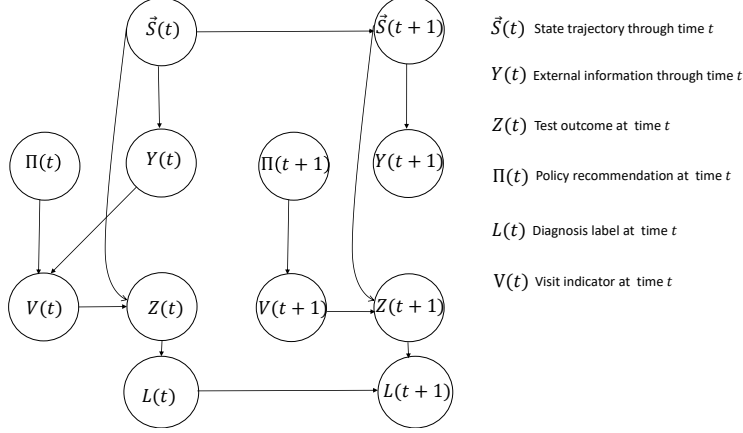 S⃗(t)
S⃗(t + 1)
Π(t)
Y(t)
Π(t + 1)
Y(t + 1)
V(t)
Z(t)
V(t + 1)
Z(t + 1)
L(t)
L(t + 1)
S⃗(t) State trajectory through time t
Y(t) External information through time t
Z(t) Test outcome at time t
Π(t) Policy recommendation at time t
L(t) Diagnosis label at time t
V(t) Visit indicator at time t